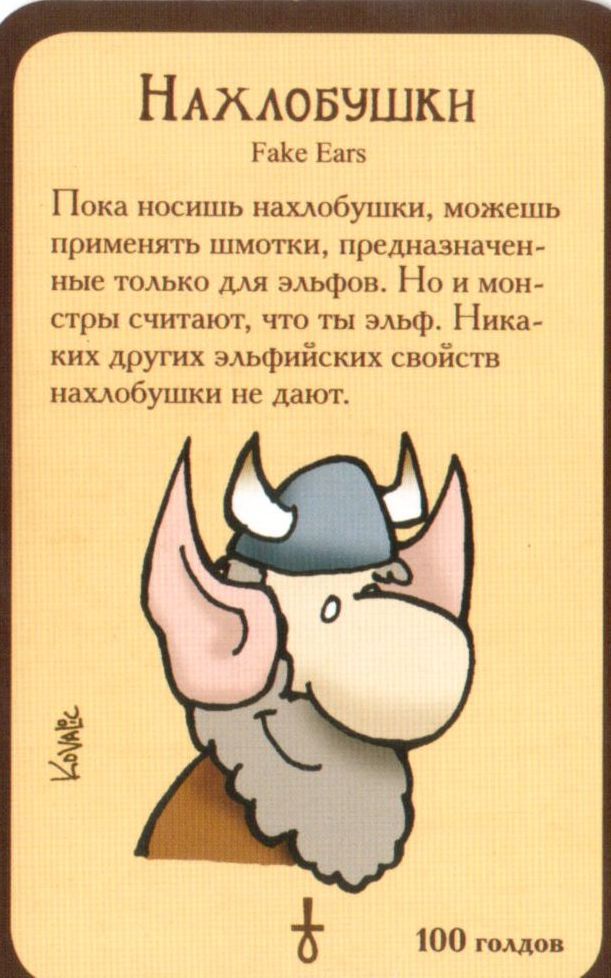 Нахлобушки
Fake Ears
Пока носишь нахлобушки, можешь
применять шмотки, предназначен-
ные только для эльфов. Но и мон-
стры считают, что ты эльф. Ника-
ких других эльфийских свойств
нахлобушки не дают.
Kovalic
100 голдов